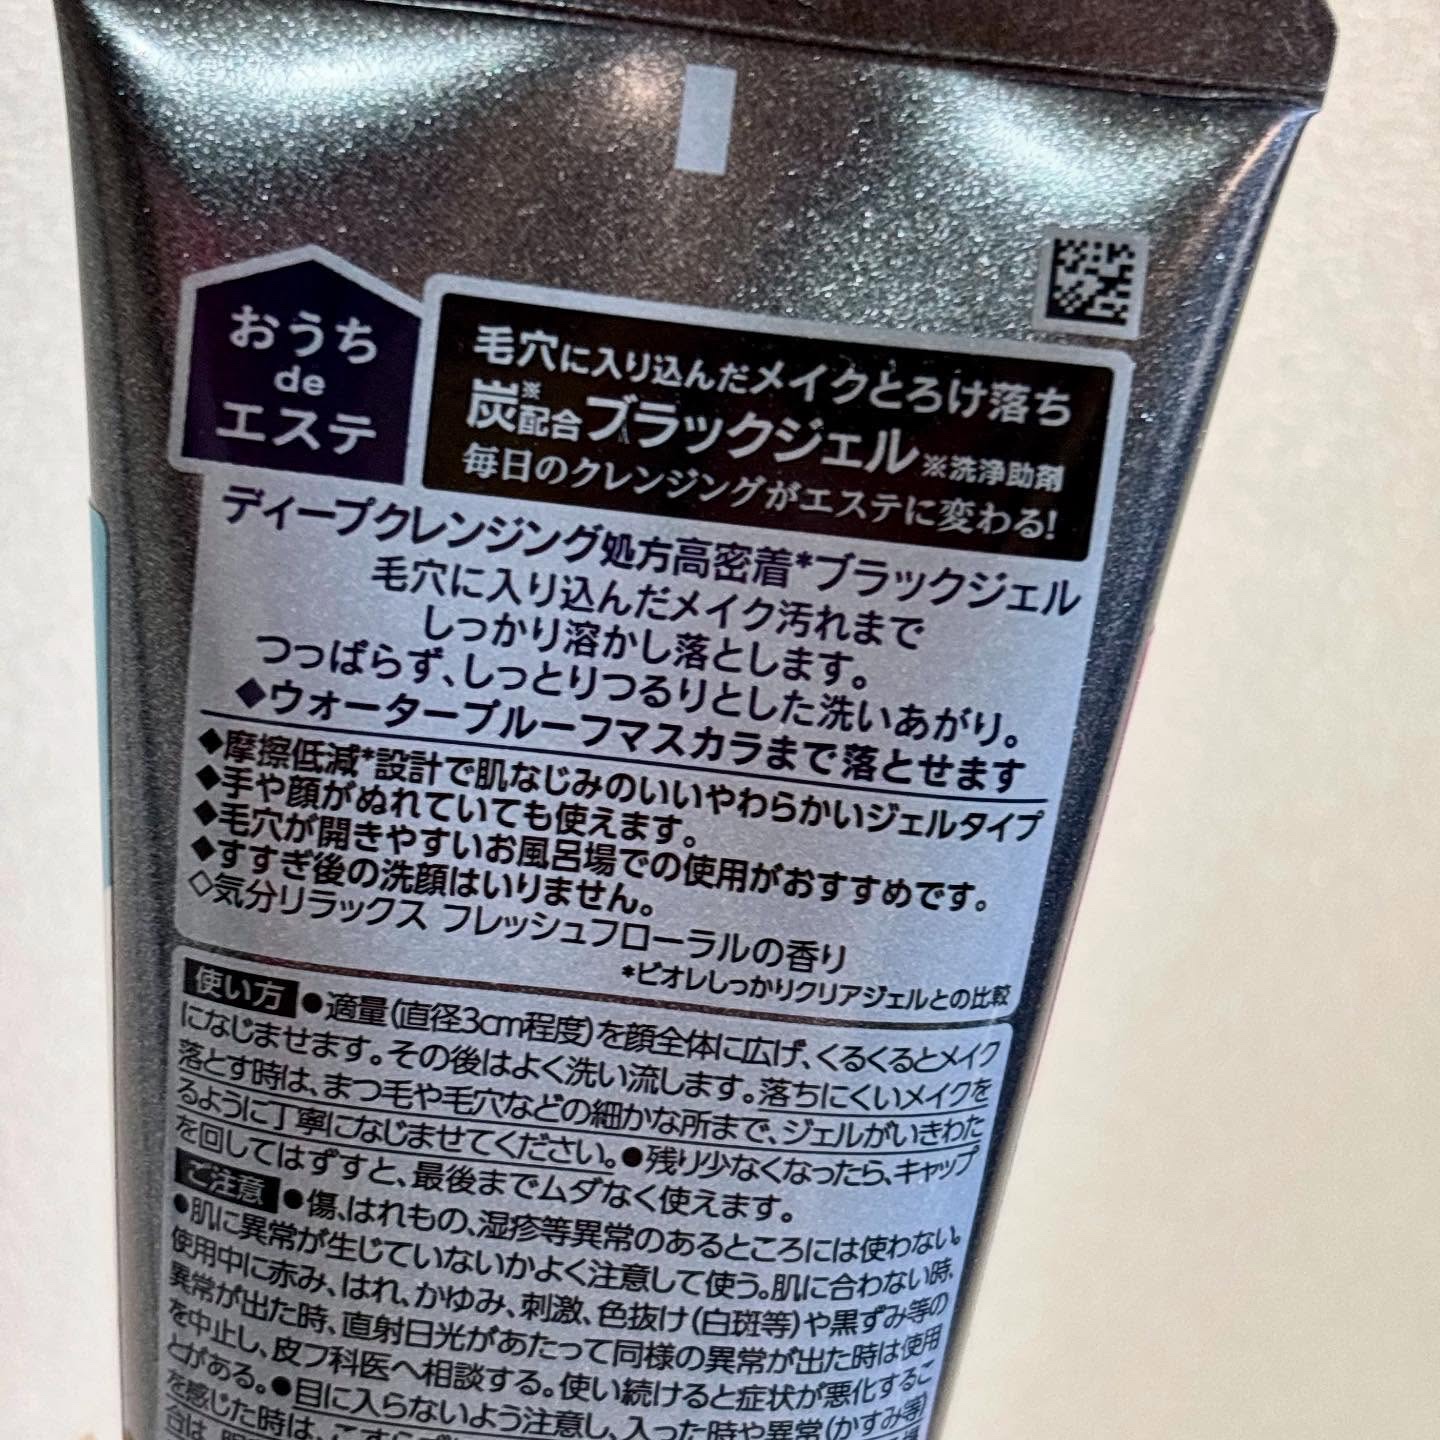 おうち
de
エステ
毛穴に入り込んだメイクとろけ落ち
炭※配合ブラックジェル ※洗浄助剤
毎日のクレンジングがエステに変わる!
ディープクレンジング処方高密着*ブラックジェル
毛穴に入り込んだメイク汚れまで
しっかり溶かし落とします。
つっぱらず、しっとりつるりとした洗いあがり。
◆ウォータープルーフマスカラまで落とせます
◆摩擦低減*設計で肌なじみのいいやわらかいジェルタイプ
◆手や顔がぬれていても使えます。
◆毛穴が開きやすいお風呂場での使用がおすすめです。
◆すすぎ後の洗顔はいりません。
◇気分リラックス フレッシュフローラルの香り
*ビオレしっかりクリアジェルとの比較
使い方 ●適量(直径3cm程度)を顔全体に広げ、くるくるとメイク
になじませます。その後はよく洗い流します。落ちにくいメイクを
落とす時は、まつ毛や毛穴などの細かな所まで、ジェルがいきわた
るように丁寧になじませてください。●残り少なくなったら、キャップ
を回してはずすと、最後までムダなく使えます。
ご注意 ●傷、はれもの、湿疹等異常のあるところには使わない。
●肌に異常が生じていないかよく注意して使う。肌に合わない時、
使用中に赤み、はれ、かゆみ、刺激、色抜け(白斑等)や黒ずみ等の
異常が出た時、直射日光があたって同様の異常が出た時は使用
を中止し、皮フ科医へ相談する。使い続けると症状が悪化するこ
とがある。●目に入らないよう注意し、入った時や異常(かすみ等)
を感じた時は、こすらず
合は、眼